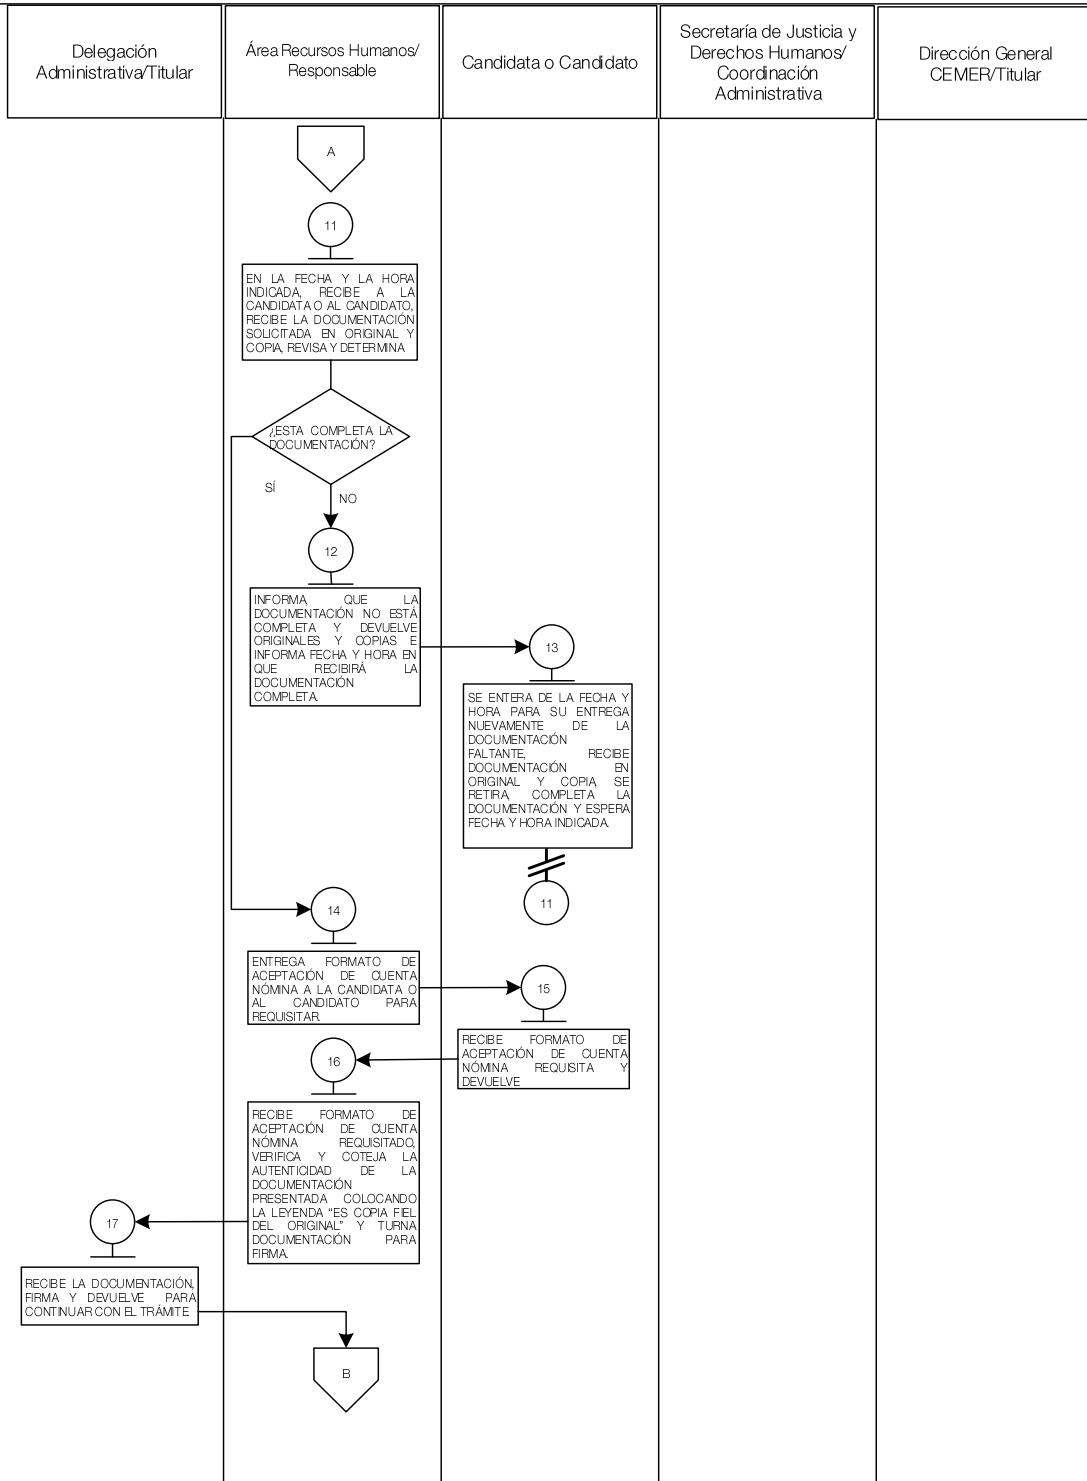 Delegación
Administrativa/Titular
Área Recursos Humanos/
Responsable
Candidata o Candidato
Secretaría de Justicia y
Derechos Humanos/
Coordinación
Administrativa
Dirección General
CEMER/Titular
A
11
EN LA FECHA Y LA HORA
INDICADA, RECIBE A LA
CANDIDATA O AL CANDIDATO,
RECIBE LA DOCUMENTACIÓN
SOLICITADA EN ORIGINAL Y
COPIA, REVISA Y DETERMINA
¿ESTA COMPLETA LA
DOCUMENTACIÓN?
SÍ
NO
12
INFORMA, QUE LA
DOCUMENTACIÓN NO ESTÁ
COMPLETA Y DEVUELVE
ORIGINALES Y COPIAS E
INFORMA FECHA Y HORA EN
QUE RECIBIRÁ LA
DOCUMENTACIÓN
COMPLETA.
13
SE ENTERA DE LA FECHA Y
HORA PARA SU ENTREGA
NUEVAMENTE DE LA
DOCUMENTACIÓN
FALTANTE, RECIBE
DOCUMENTACIÓN EN
ORIGINAL Y COPIA, SE
RETIRA, COMPLETA LA
DOCUMENTACIÓN Y ESPERA
FECHA Y HORA INDICADA.
11
14
ENTREGA FORMATO DE
ACEPTACIÓN DE CUENTA
NÓMINA A LA CANDIDATA O
AL CANDIDATO PARA
REQUISITAR.
15
RECIBE FORMATO DE
ACEPTACIÓN DE CUENTA
NÓMINA REQUISITA Y
DEVUELVE
16
RECIBE FORMATO DE
ACEPTACIÓN DE CUENTA
NÓMINA REQUISITADO,
VERIFICA Y COTEJA LA
AUTENTICIDAD DE LA
DOCUMENTACIÓN
PRESENTADA COLOCANDO
LA LEYENDA “ES COPIA FIEL
DEL ORIGINAL” Y TURNA
DOCUMENTACIÓN PARA
FIRMA.
17
RECIBE LA DOCUMENTACIÓN,
FIRMA Y DEVUELVE PARA
CONTINUAR CON EL TRÁMITE
B